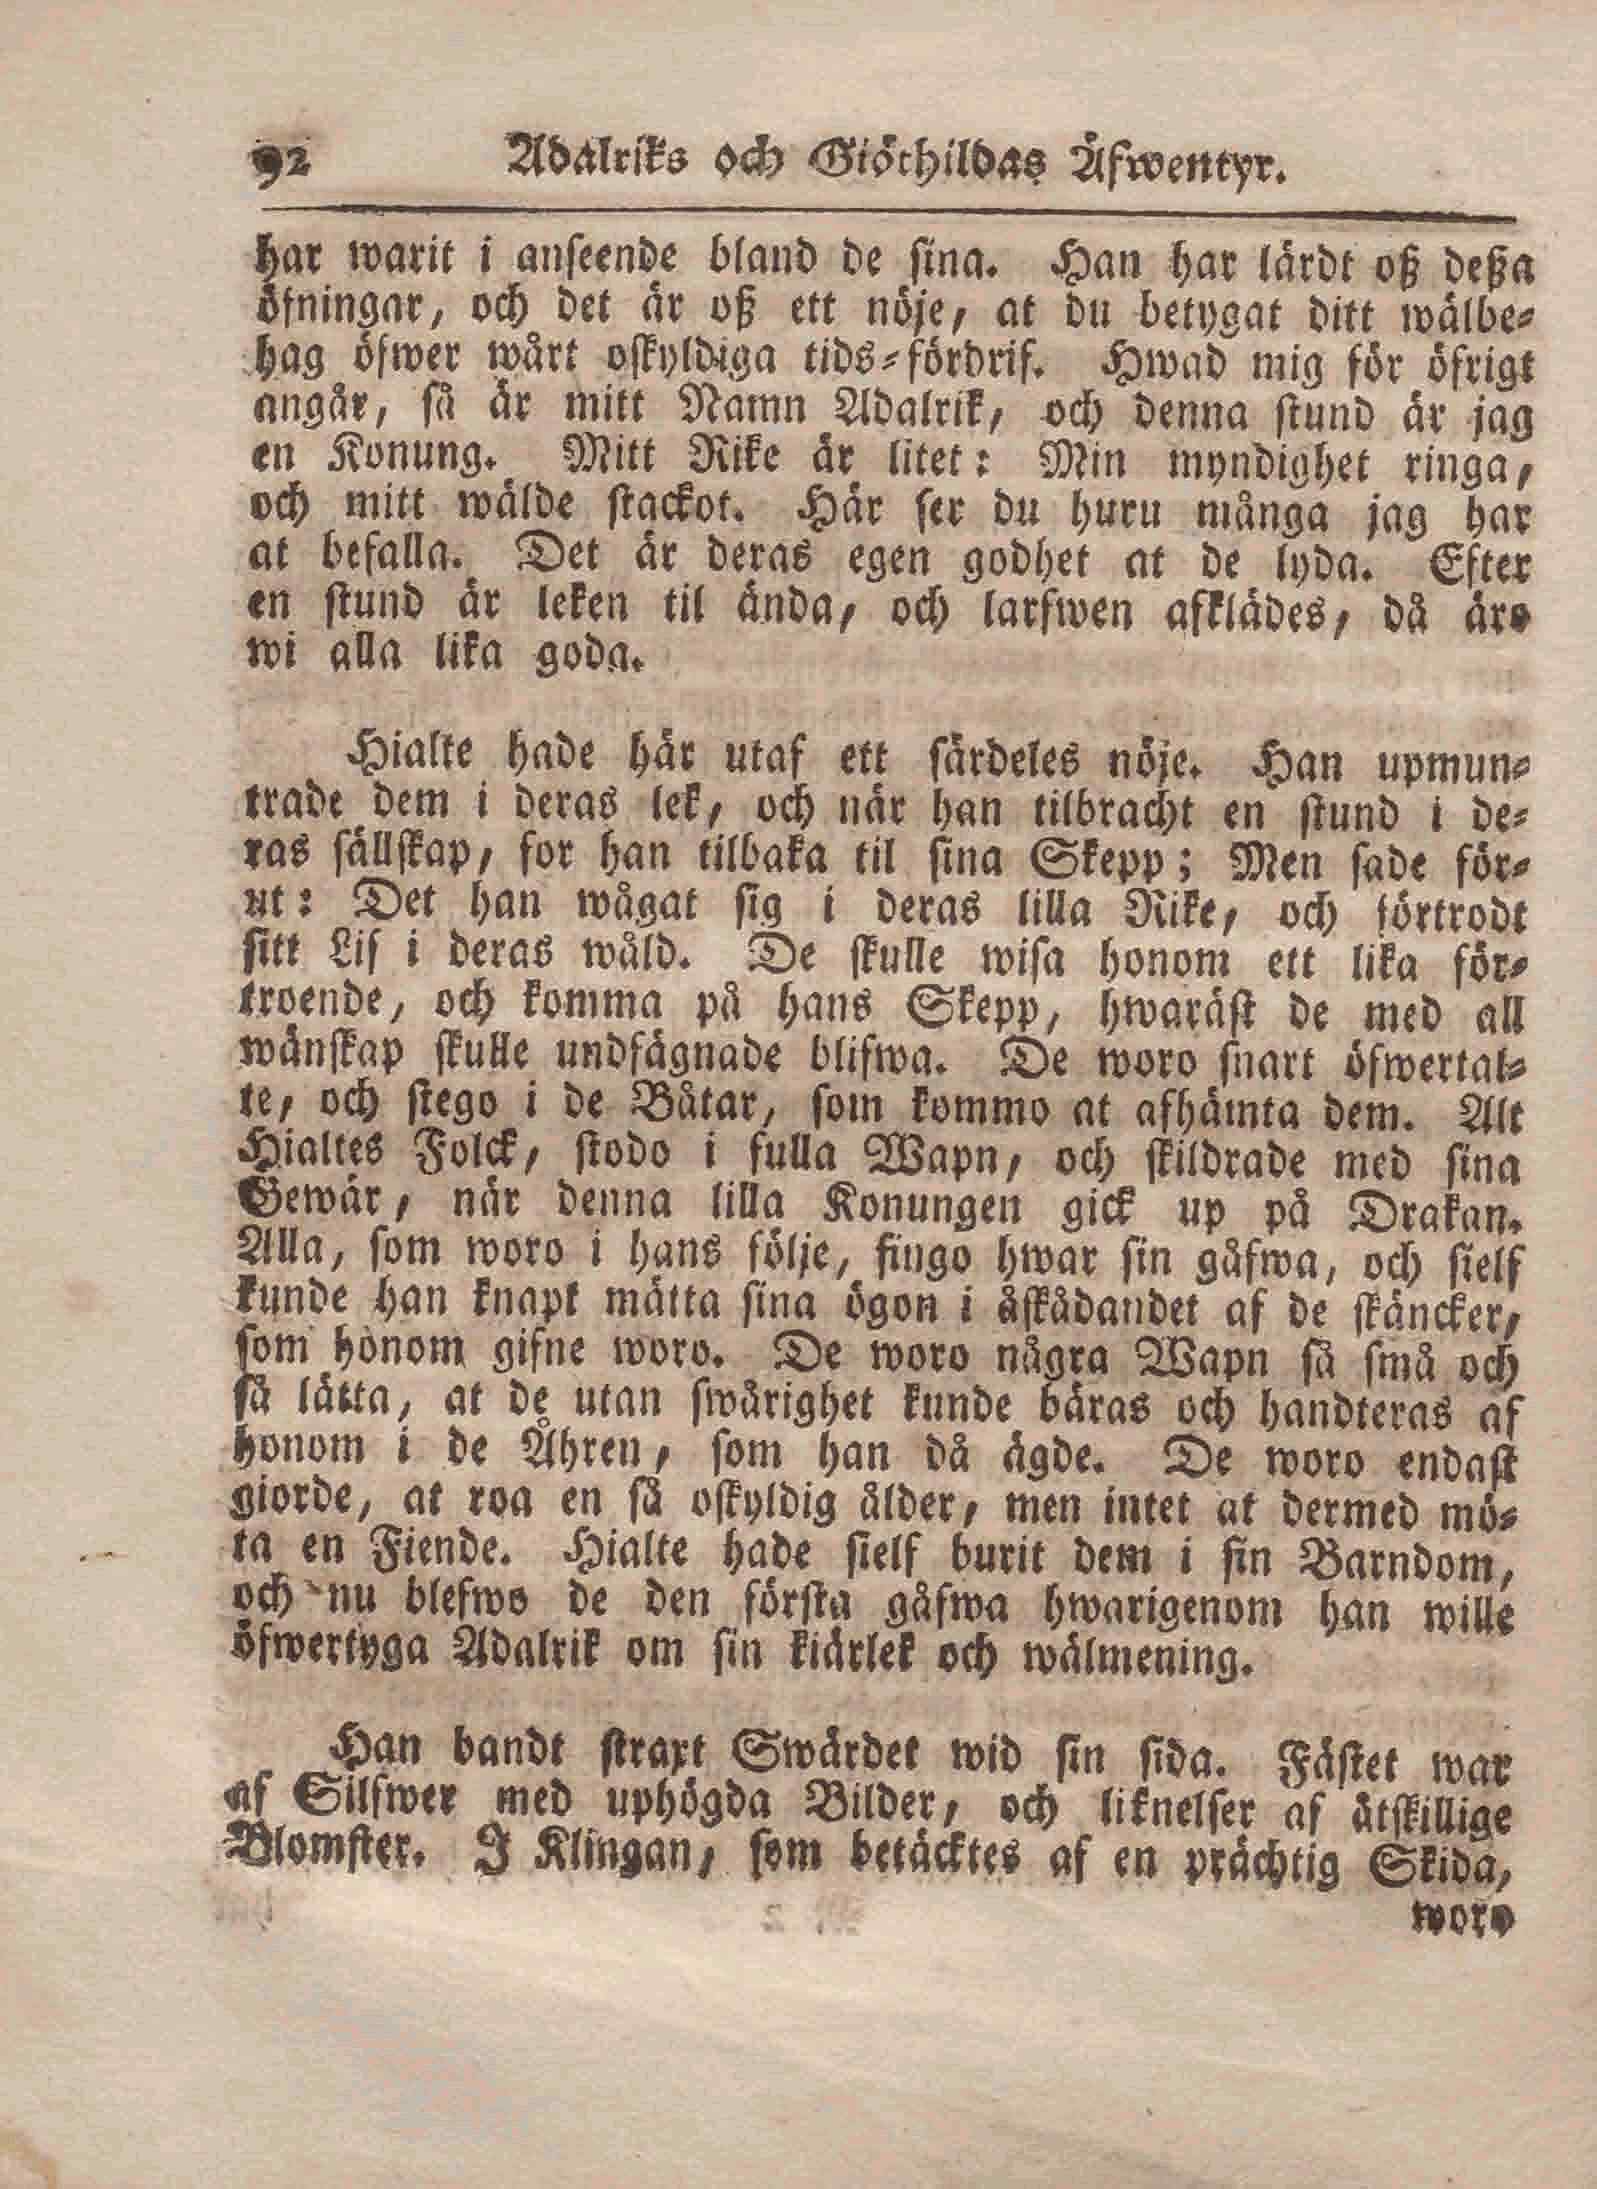 92 Adalriks och Giöthildas Äfwentyr.
har warit i anseende bland de sina. Han har lärdt oß deßa
öfningar, och det är oß ett nöje, at du betygat ditt wälbe-
hag öfwer wårt oskyldiga tids-fördrif. Hwad mig för öfrigt
angår, så är mitt Namn Adalrik, och denna stund är jag
en Konung. Mitt Rike är litet: Min myndighet ringa,
och mitt wälde stackot. Här ser du huru många jag har
at befalla. Det är deras egen godhet at de lyda. Efter
en stund är leken til ända, och larfwen afklädes, då äro
wi alla lika goda.
Hialte hade här utaf ett särdeles nöje. Han upmun-
trade dem i deras lek, och när han tilbracht en stund i de-
ras sällskap, for han tilbaka til sina Skepp; Men sade för-
ut: Det han wågat sig i deras lilla Rike, och förtrodt
sitt Lif i deras wåld. De skulle wisa honom ett lika för-
troende, och komma på hans Skepp, hwaräst de med all
wänskap skulle undfägnade blifwa. De woro snart öfwertal-
te, och stego i de Båtar, som kommo at afhämta dem. Alt
Hialtes Folck, stodo i fulla Wapn, och skildrade med sina
Gewär, när denna lilla Konungen gick up på Drakan.
Alla, som woro i hans följe, fingo hwar sin gåfwa, och sielf
kunde han knapt mätta sina ögon i åskådandet af de skäncker,
som honom gifne woro. De woro några Wapn så små och
så lätta, at de utan swårighet kunde bäras och handteras af
honom i de Åhren, som han då ägde. De woro endast
giorde, at roa en så oskyldig ålder, men intet at dermed mö-
ta en Fiende. Hialte hade sielf burit dem i sin Barndom,
och nu blefwo de den första gåfwa hwarigenom han wille
öfwertyga Adalrik om sin kiärlek och wälmening.
Han bandt straxt Swärdet wid sin sida. Fästet war
af Silfwer med uphögda Bilder, och liknelser af åtskillige
Blomster. I Klingan, som betäcktes af en prächtig Skida,
woro